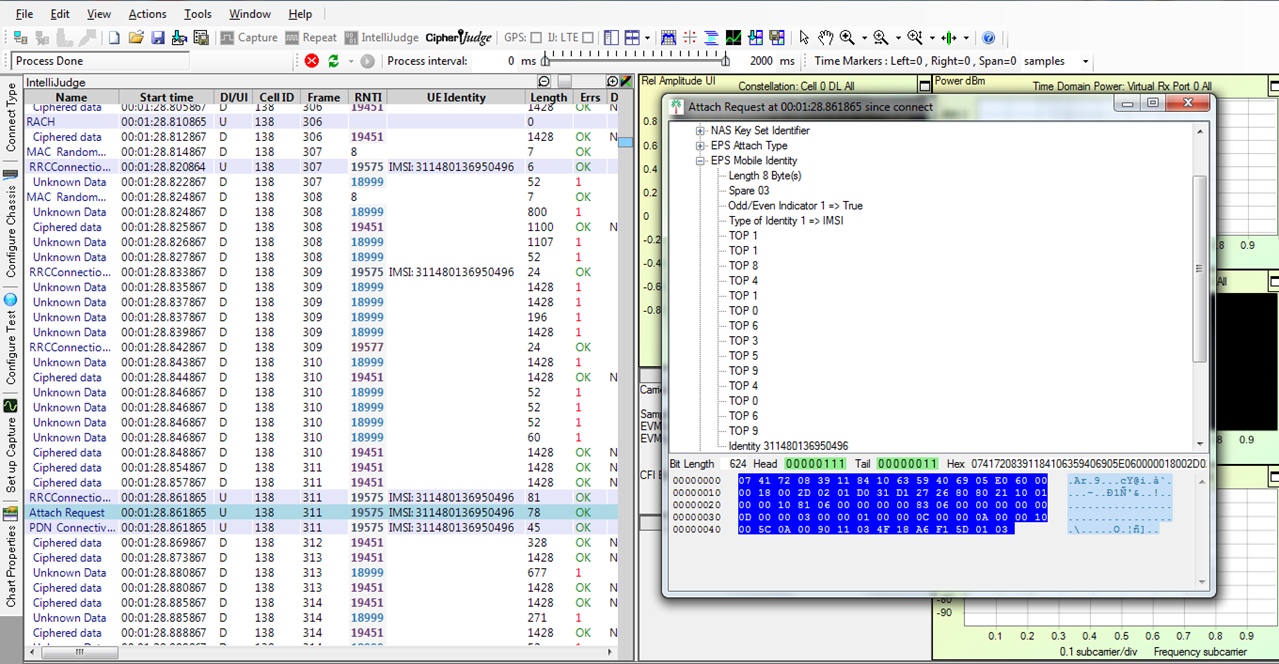 File Edit View Actions Tools Window Help
Capture Repeat IntelliJudge CipherJudge GPS: IJ: LTE
Process Done Process interval: 0 ms 2000 ms Time Markers : Left=0 , Right=0 , Span=0 samples
Connect Type
Configure Chassis
Configure Test
Setup Capture
Chart Properties
IntelliJudge
Name Start time Dl/Ul Cell ID Frame RNTI UE Identity Length Errs D
Ciphered data 00:01:28.805867 D 138 306 19451 1428 OK N
RACH 00:01:28.810865 U 138 306 0
Ciphered data 00:01:28.812867 D 138 306 19451 1428 OK N
MAC Random... 00:01:28.814867 D 138 307 8 7 OK
RRCConnectio... 00:01:28.820864 U 138 307 19575 IMSI: 311480136950496 6 OK
Unknown Data 00:01:28.822867 D 138 307 18999 52 1
MAC Random... 00:01:28.824867 D 138 308 8 7 OK
Unknown Data 00:01:28.824867 D 138 308 18999 800 1
Ciphered data 00:01:28.825867 D 138 308 19451 1100 OK N
Unknown Data 00:01:28.826867 D 138 308 18999 1107 1
Unknown Data 00:01:28.827867 D 138 308 18999 52 1
RRCConnectio... 00:01:28.833867 D 138 309 19575 IMSI: 311480136950496 24 OK
Unknown Data 00:01:28.835867 D 138 309 18999 1428 1
Unknown Data 00:01:28.837867 D 138 309 18999 1428 1
Unknown Data 00:01:28.837867 D 138 309 18999 196 1
Unknown Data 00:01:28.839867 D 138 309 18999 1428 1
RRCConnectio... 00:01:28.842867 D 138 309 19577 24 OK
Unknown Data 00:01:28.843867 D 138 310 18999 1428 1
Ciphered data 00:01:28.844867 D 138 310 19451 1428 OK N
Unknown Data 00:01:28.846867 D 138 310 18999 52 1
Unknown Data 00:01:28.846867 D 138 310 18999 52 1
Unknown Data 00:01:28.846867 D 138 310 18999 52 1
Unknown Data 00:01:28.846867 D 138 310 18999 60 1
Ciphered data 00:01:28.848867 D 138 310 19451 1428 OK N
Ciphered data 00:01:28.854867 D 138 311 19451 1428 OK N
Ciphered data 00:01:28.857867 D 138 311 19451 1428 OK N
RRCConnectio... 00:01:28.861865 U 138 311 19575 IMSI: 311480136950496 81 OK
Attach Request 00:01:28.861865 U 138 311 19575 IMSI: 311480136950496 78 OK
PDN Connectiv... 00:01:28.861865 U 138 311 19575 IMSI: 311480136950496 45 OK
Ciphered data 00:01:28.863867 D 138 312 19451 328 OK N
Ciphered data 00:01:28.873867 D 138 313 19451 1428 OK N
Unknown Data 00:01:28.880867 D 138 313 18999 677 1
Ciphered data 00:01:28.880867 D 138 313 19451 1428 OK N
Ciphered data 00:01:28.885867 D 138 314 19451 1428 OK N
Unknown Data 00:01:28.885867 D 138 314 18999 271 1
Ciphered data 00:01:28.888867 D 138 314 19451 1428 OK N
Rel Amplitude UI Constellation: Cell 0 DL All
0.8
0.6
0.4
0.2
0
-0.2
-0.4
-0.6
-0.8
Power dBm Time Domain Power: Virtual Rx Port 0 All
0.8 0.9
All
0.8 0.9
Attach Request at 00:01:28.861865 since connect
NAS Key Set Identifier
EPS Attach Type
EPS Mobile Identity
Length 8 Byte(s)
Spare 03
Odd/Even Indicator 1 => True
Type of Identity 1 => IMSI
TOP 1
TOP 1
TOP 8
TOP 4
TOP 1
TOP 0
TOP 6
TOP 3
TOP 5
TOP 9
TOP 4
TOP 0
TOP 6
TOP 9
Identity 311480136950496
Bit Length 624 Head 00000111 Tail 00000011 Hex 07417208391184106359406905E06000001800​2D0
00000000 07 41 72 08 39 11 84 10 63 59 40 69 05 E0 60 00 .Ar.9...cY@i.à`.
00000010 00 18 00 2D 02 01 D0 31 D1 27 26 80 80 21 10 01 ...-..Ð1Ñ'&..!..
00000020 00 00 10 81 06 00 00 00 00 83 06 00 00 00 00 00 ................
00000030 0D 00 00 03 00 00 01 00 00 0C 00 00 0A 00 00 10 ................
00000040 00 5C 0A 00 90 11 03 4F 18 A6 F1 5D 01 03 .\.....O.¦ñ]..
-80
-90
0.1 0.2 0.3 0.4 0.5 0.6 0.7 0.8 0.9
0.1 subcarrier/div Frequency subcarrier